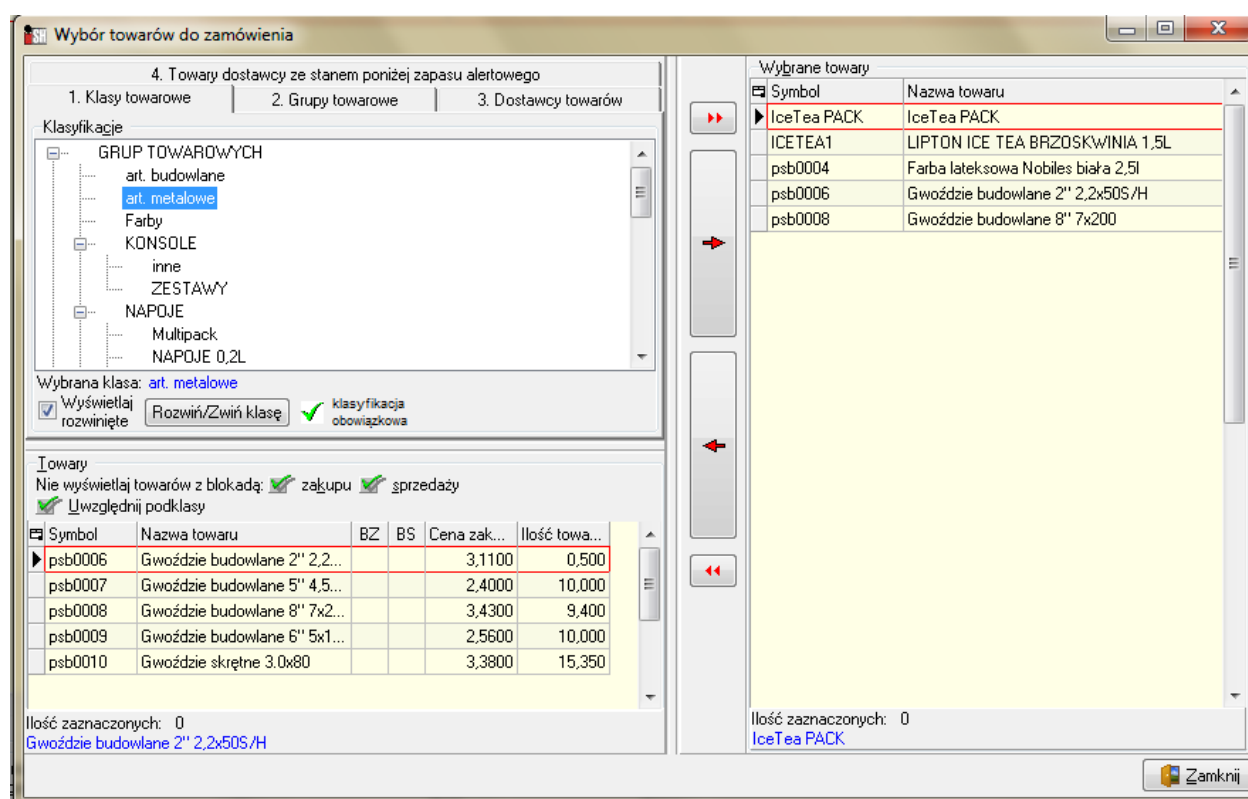 SH Wybór towarów do zamówienia
4. Towary dostawcy ze stanem poniżej zapasu alertowego
1. Klasy towarowe 2. Grupy towarowe 3. Dostawcy towarów
Klasyfikacje
GRUP TOWAROWYCH
art. budowlane
art. metalowe
Farby
KONSOLE
inne
ZESTAWY
NAPOJE
Multipack
NAPOJE 0,2L
Wybrana klasa: art. metalowe
Wyświetlaj rozwinięte
Rozwiń/Zwiń klasę
klasyfikacja obowiązkowa
Towary
Nie wyświetlaj towarów z blokadą: zakupu sprzedaży
Uwzględnij podklasy
Symbol Nazwa towaru BZ BS Cena zak... Ilość towa...
psb0006 Gwoździe budowlane 2'' 2,2... 3,1100 0,500
psb0007 Gwoździe budowlane 5'' 4,5... 2,4000 10,000
psb0008 Gwoździe budowlane 8'' 7x2... 3,4300 9,400
psb0009 Gwoździe budowlane 6'' 5x1... 2,5600 10,000
psb0010 Gwoździe skrętne 3.0x80 3,3800 15,350
Ilość zaznaczonych: 0
Gwoździe budowlane 2'' 2,2x50S/H
Wybrane towary
Symbol Nazwa towaru
IceTea PACK IceTea PACK
ICETEA1 LIPTON ICE TEA BRZOSKWINIA 1,5L
psb0004 Farba lateksowa Nobiles biała 2,5l
psb0006 Gwoździe budowlane 2'' 2,2x50S/H
psb0008 Gwoździe budowlane 8'' 7x200
Ilość zaznaczonych: 0
IceTea PACK
Zamknij